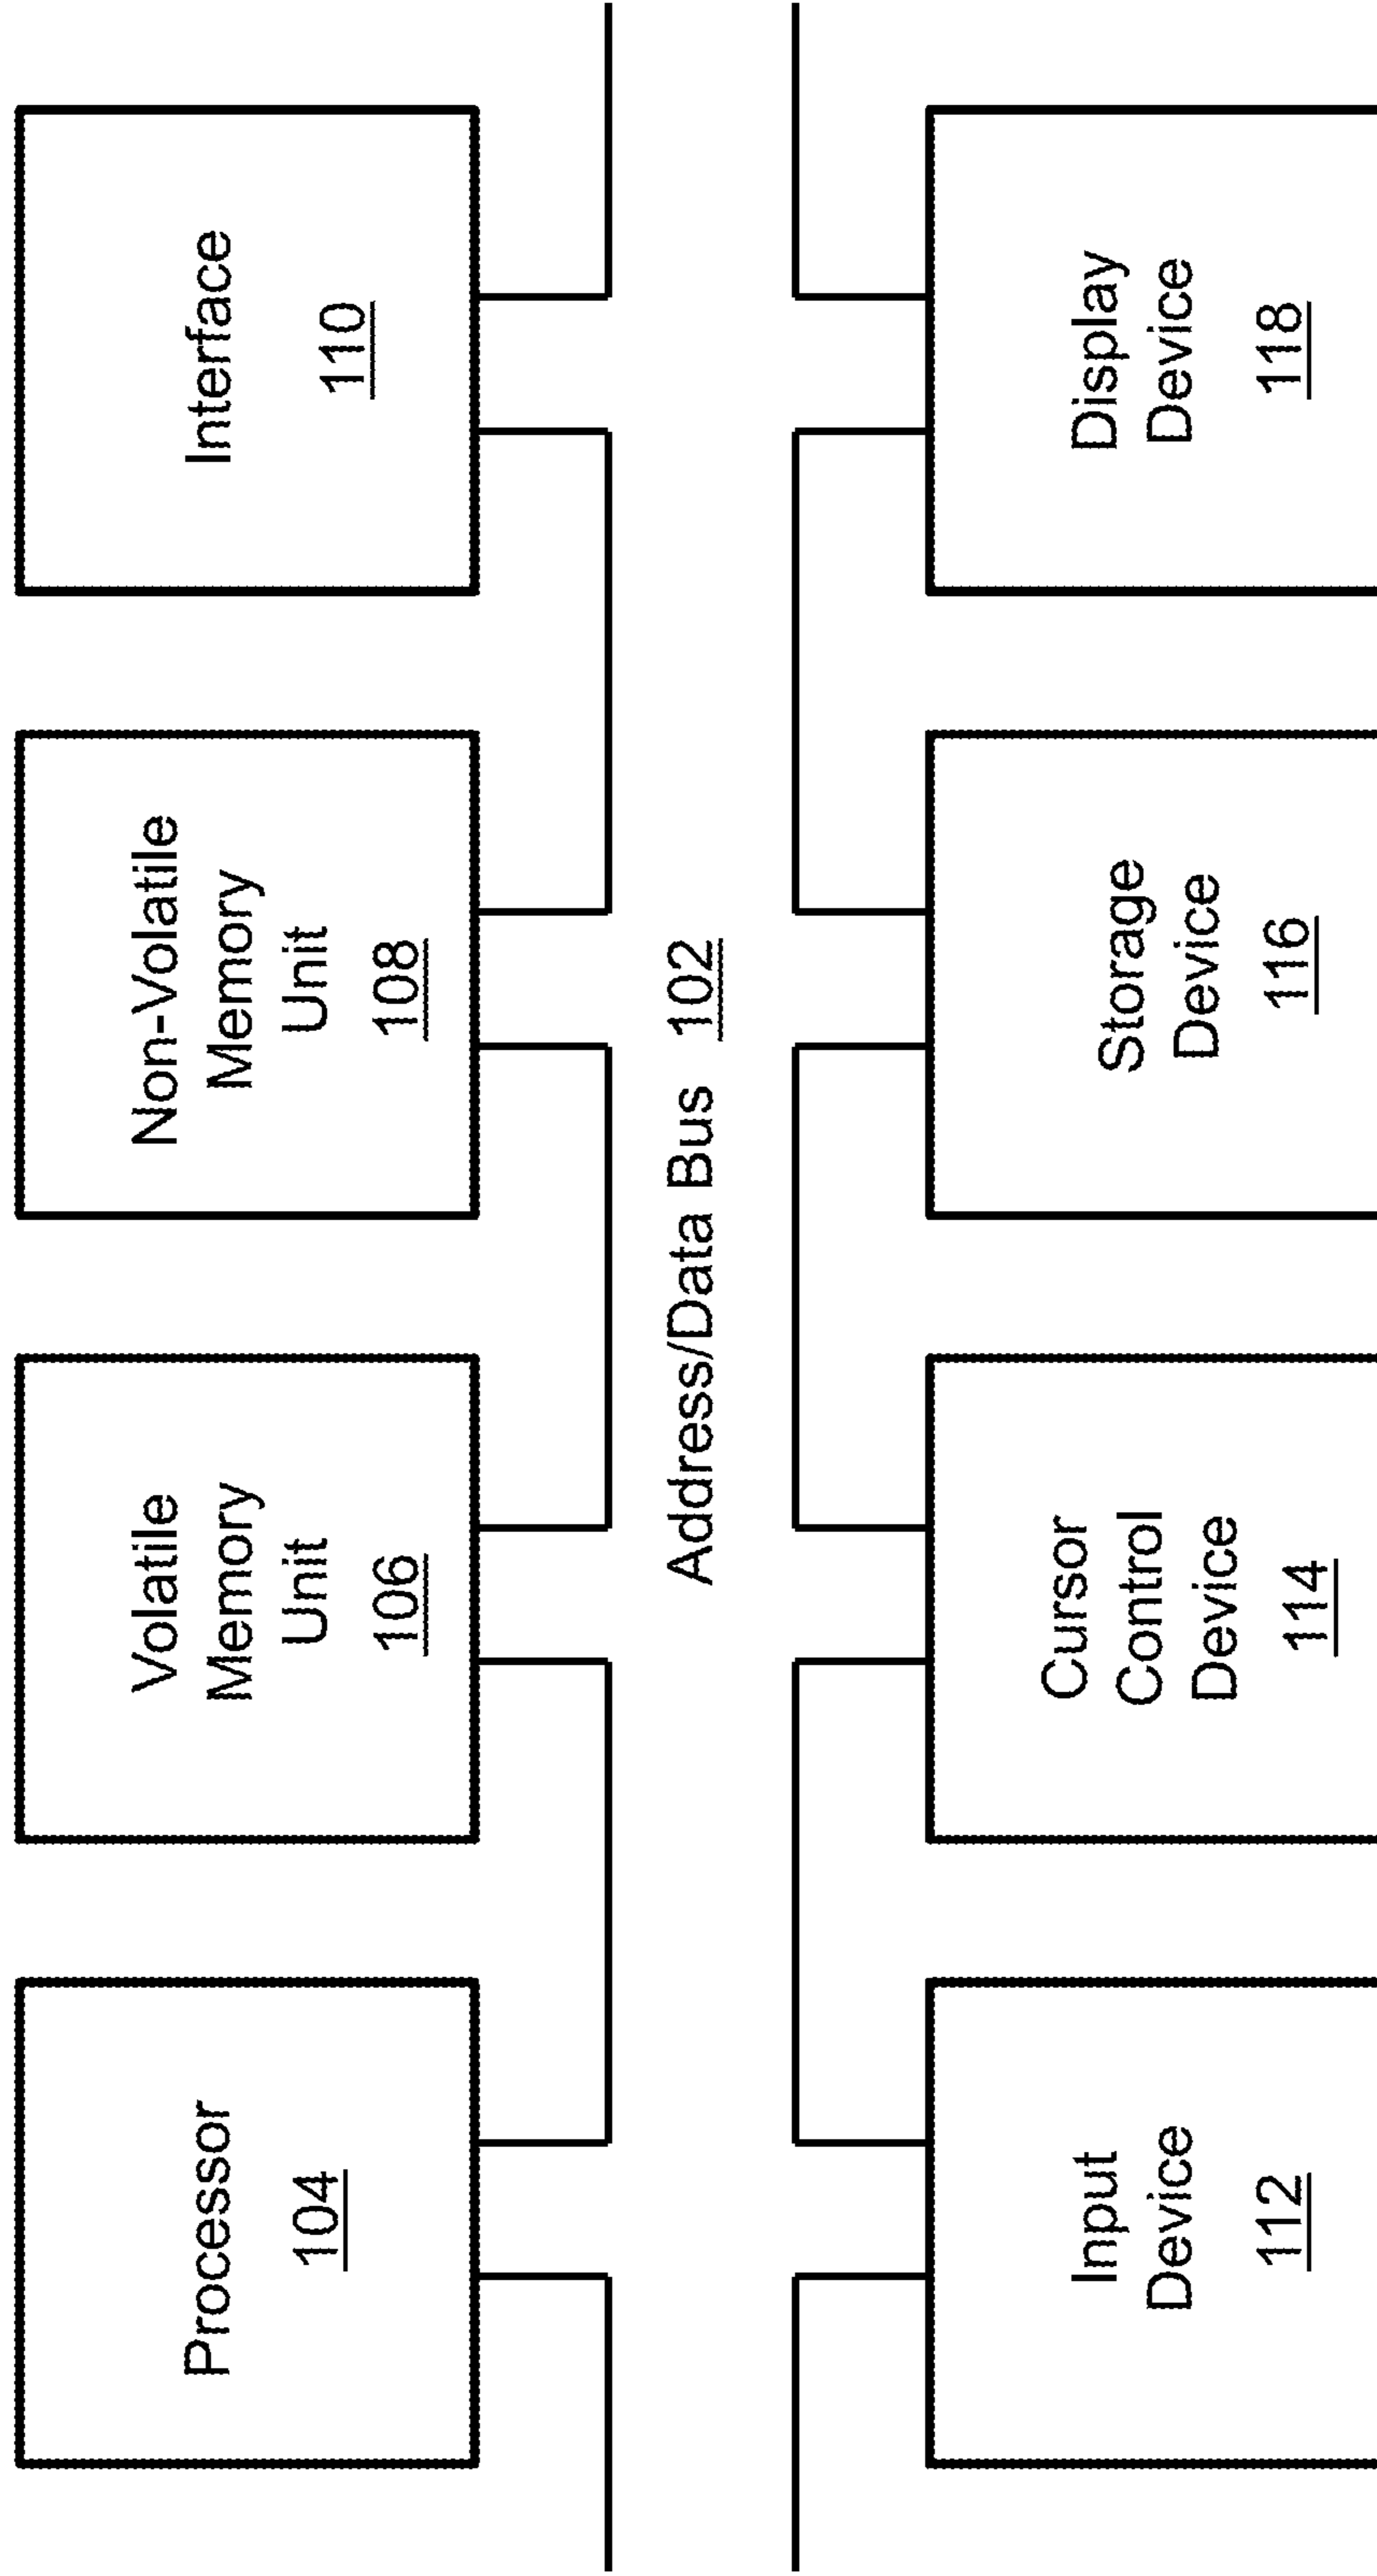 Processor
104
Volatile
Memory
Unit
106
Non-Volatile
Memory
Unit
108
Interface
110
Address/Data Bus 102
Input
Device
112
Cursor
Control
Device
114
Storage
Device
116
Display
Device
118